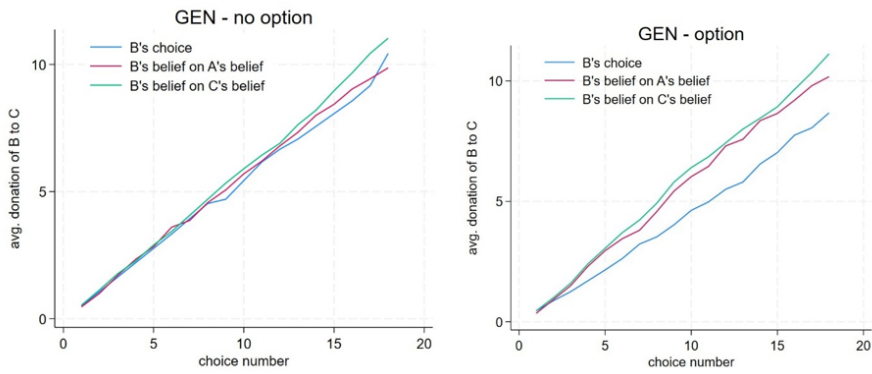 GEN - no option
B's choice
B's belief on A's belief
B's belief on C's belief
avg. donation of B to C
10
5
0
0 5 10 15 20
choice number
GEN - option
B's choice
B's belief on A's belief
B's belief on C's belief
avg. donation of B to C
10
5
0
0 5 10 15 20
choice number